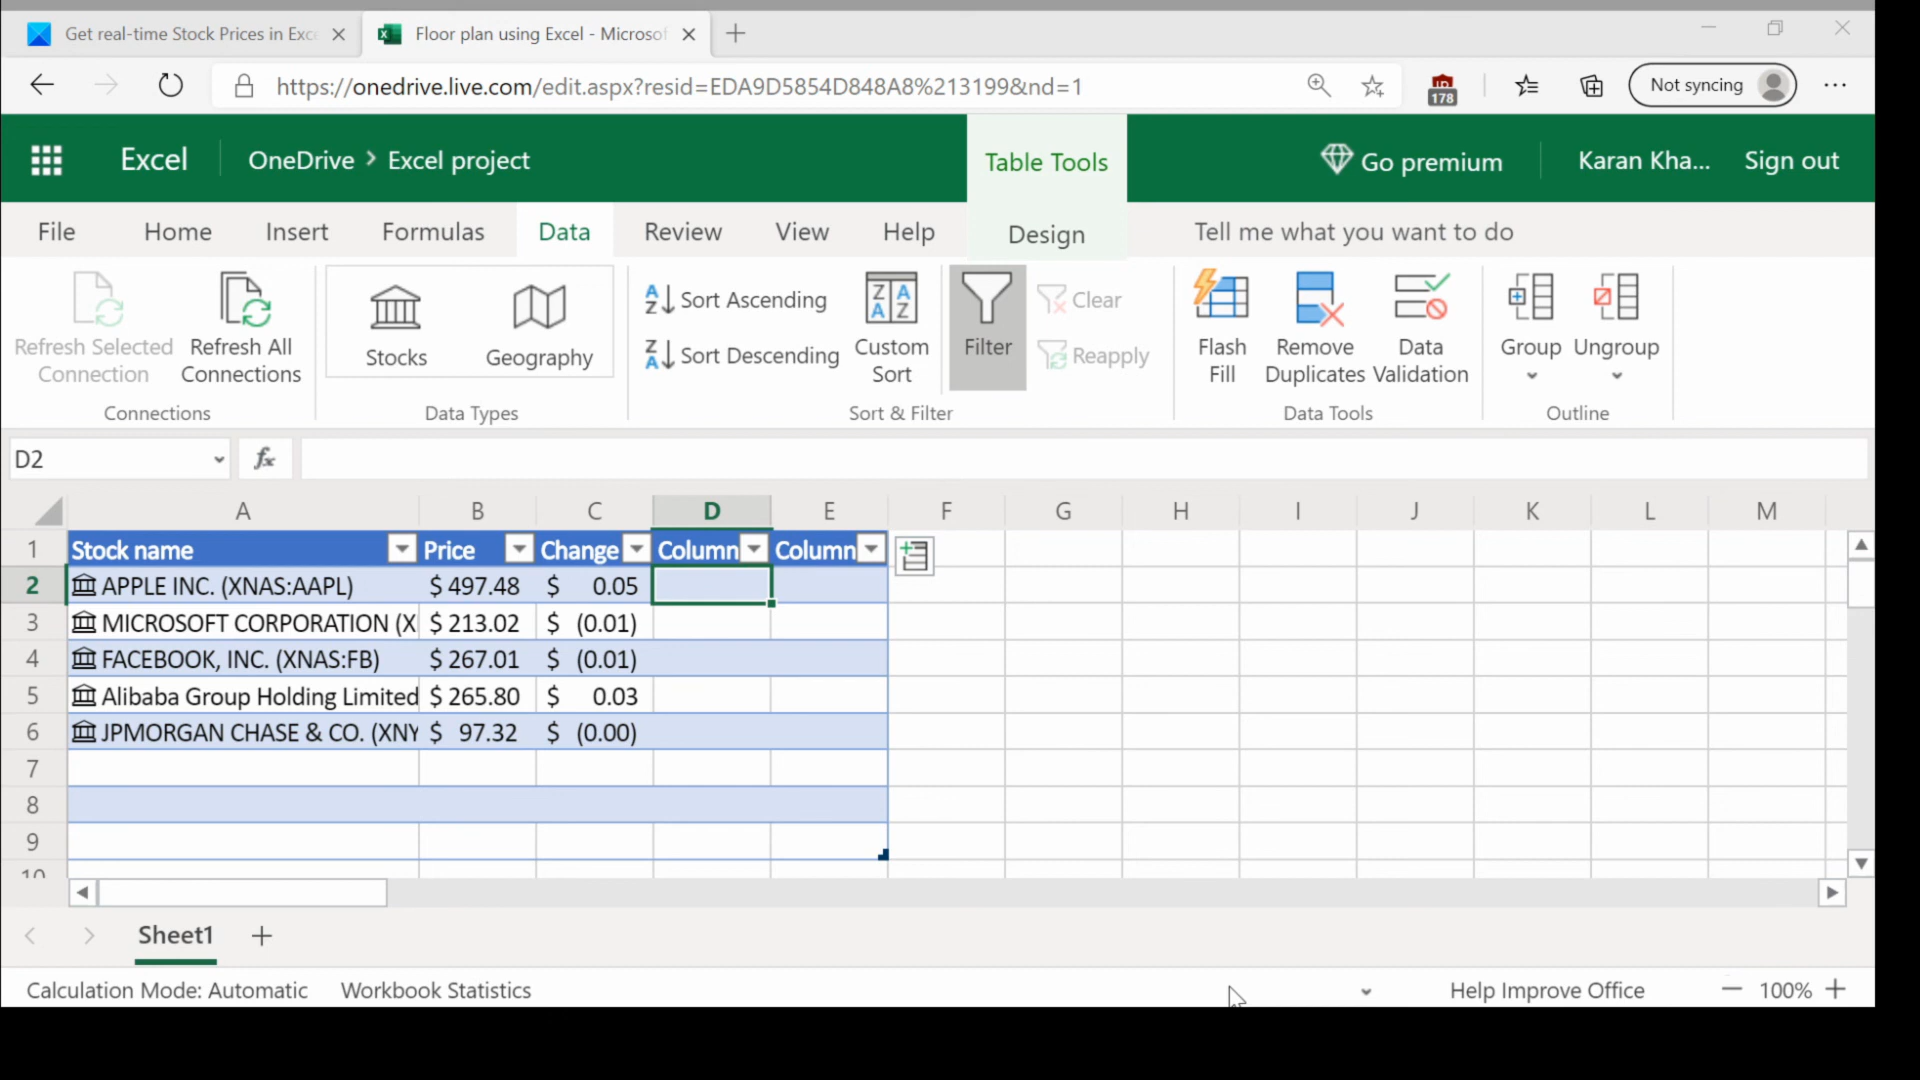 Get real-time Stock Prices in Exc
Floor plan using Excel - Microsof
https://onedrive.live.com/edit.aspx?resid=EDA9D5854D848A8%213199&nd=1
178
Not syncing
Excel
OneDrive > Excel project
Table Tools
Go premium
Karan Kha...
Sign out
File
Home
Insert
Formulas
Data
Review
View
Help
Design
Tell me what you want to do
Refresh Selected Connection
Refresh All Connections
Connections
Stocks
Geography
Data Types
Sort Ascending
Sort Descending
Custom Sort
Filter
Clear
Reapply
Sort & Filter
Flash Fill
Remove Duplicates
Data Validation
Data Tools
Group
Ungroup
Outline
D2
fx
A B C D E F G H I J K L M
1 Stock name Price Change Column Column
2 APPLE INC. (XNAS:AAPL) $ 497.48 $ 0.05
3 MICROSOFT CORPORATION (X $ 213.02 $ (0.01)
4 FACEBOOK, INC. (XNAS:FB) $ 267.01 $ (0.01)
5 Alibaba Group Holding Limited $ 265.80 $ 0.03
6 JPMORGAN CHASE & CO. (XNY $ 97.32 $ (0.00)
7
8
9
10
Sheet1
Calculation Mode: Automatic
Workbook Statistics
Help Improve Office
100%